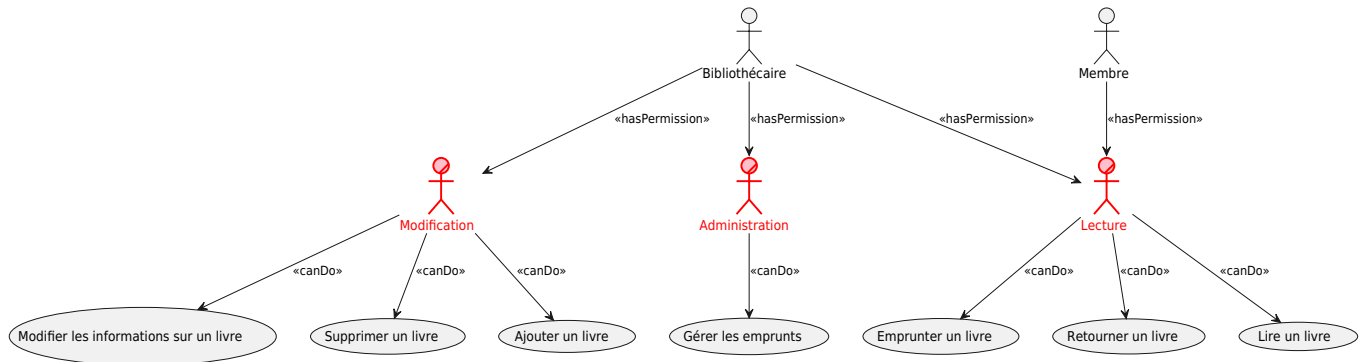 Bibliothécaire
Membre
«hasPermission»
«hasPermission»
«hasPermission»
«hasPermission»
Modification
Administration
Lecture
«canDo»
«canDo»
«canDo»
«canDo»
«canDo»
«canDo»
«canDo»
Modifier les informations sur un livre
Supprimer un livre
Ajouter un livre
Gérer les emprunts
Emprunter un livre
Retourner un livre
Lire un livre